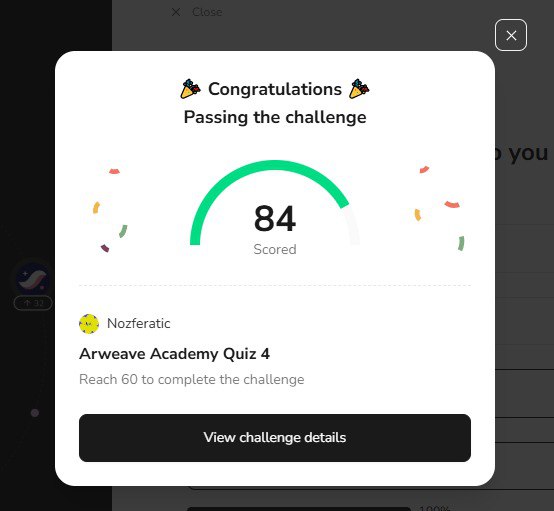 Close
Congratulations
Passing the challenge
o you
84
Scored
Nozferatic
Arweave Academy Quiz 4
Reach 60 to complete the challenge
View challenge details
100%